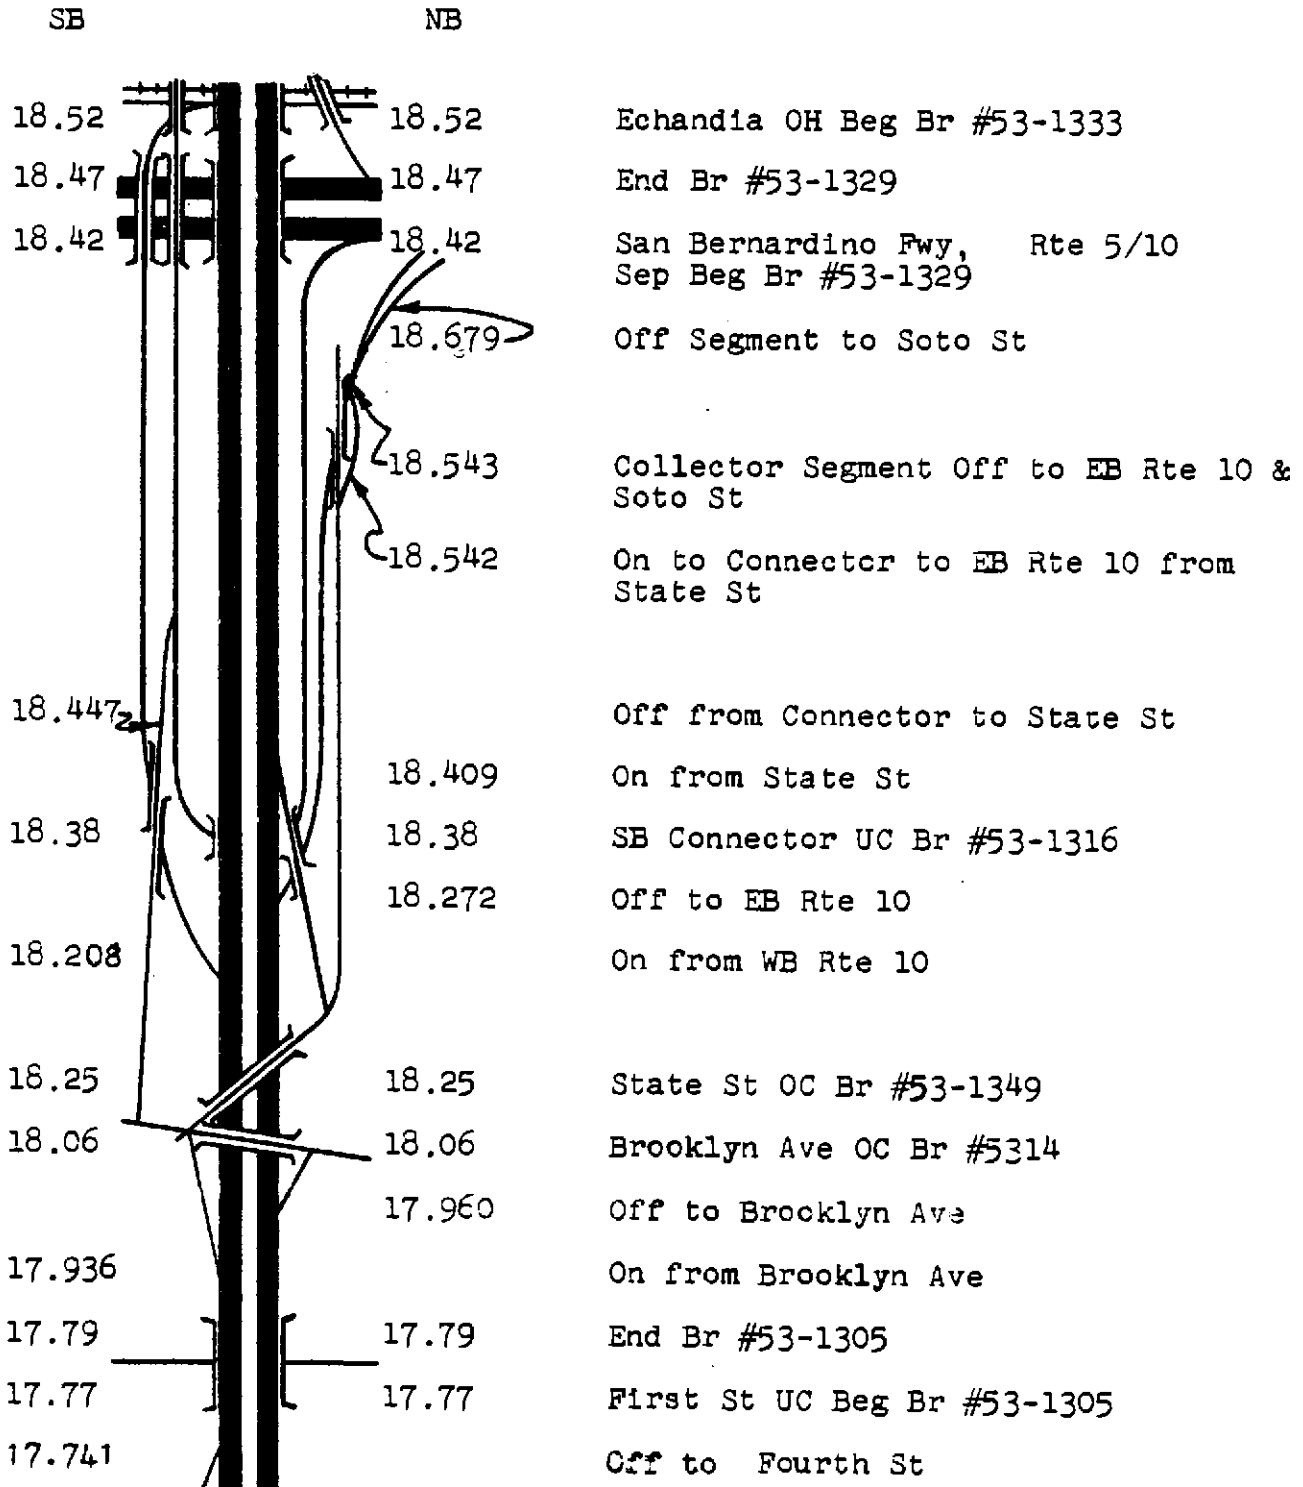 SB NB
18.52 18.52 Echandia OH Beg Br #53-1333
18.47 18.47 End Br #53-1329
18.42 18.42 San Bernardino Fwy, Rte 5/10
Sep Beg Br #53-1329
18.679 Off Segment to Soto St
18.543 Collector Segment Off to EB Rte 10 &
Soto St
18.542 On to Connector to EB Rte 10 from
State St
18.447 Off from Connector to State St
18.409 On from State St
18.38 18.38 SB Connector UC Br #53-1316
18.272 Off to EB Rte 10
18.208 On from WB Rte 10
18.25 18.25 State St OC Br #53-1349
18.06 18.06 Brooklyn Ave OC Br #5314
17.960 Off to Brooklyn Ave
17.936 On from Brooklyn Ave
17.79 17.79 End Br #53-1305
17.77 17.77 First St UC Beg Br #53-1305
17.741 Off to Fourth St